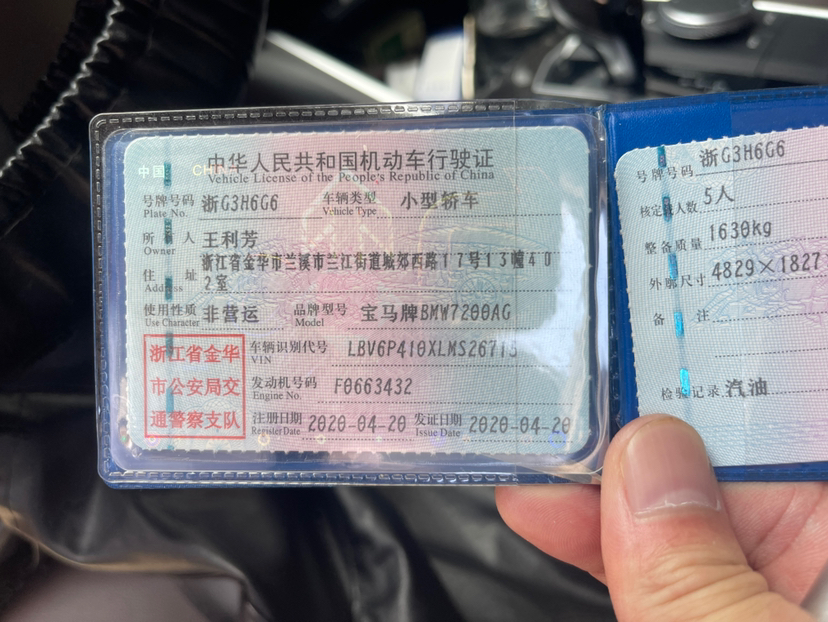 中国 CHINA
中华人民共和国机动车行驶证
Vehicle License of the People's Republic of China
号牌号码 浙G3H6G6 车辆类型 小型轿车
Plate No. Vehicle Type
所有人 王利芳
Owner
浙江省金华市兰溪市兰江街道城郊西路17号13幢40
住址 2室
Address
使用性质 非营运 品牌型号 宝马牌BMW7200AG
Use Character Model
浙江省金华
市公安局交
通警察支队
车辆识别代号 LBV6P410XLMS26713
VIN
发动机号码 F0663432
Engine No.
注册日期 2020-04-20 发证日期 2020-04-20
Register Date Issue Date
号牌号码 浙G3H6G6
核定载人数 5人
整备质量 1630kg
外廓尺寸 4829×1827
备注
检验记录 汽油